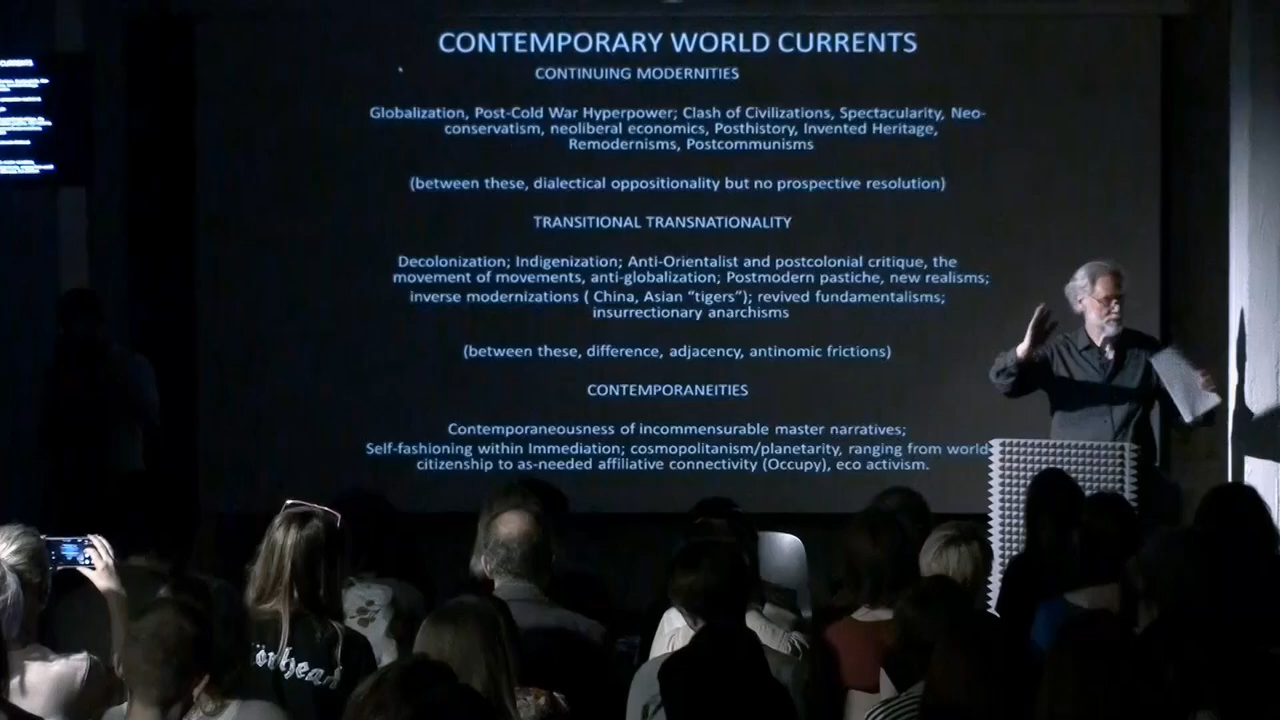 CONTEMPORARY WORLD CURRENTS
CONTINUING MODERNITIES
Globalization, Post-Cold War Hyperpower; Clash of Civilizations, Spectacularity, Neo-
conservatism, neoliberal economics, Posthistory, Invented Heritage,
Remodernisms, Postcommunisms
(between these, dialectical oppositionality but no prospective resolution)
TRANSITIONAL TRANSNATIONALITY
Decolonization; Indigenization; Anti-Orientalist and postcolonial critique, the
movement of movements, anti-globalization; Postmodern pastiche, new realisms;
inverse modernizations ( China, Asian “tigers”); revived fundamentalisms;
insurrectionary anarchisms
(between these, difference, adjacency, antinomic frictions)
CONTEMPORANEITIES
Contemporaneousness of incommensurable master narratives;
Self-fashioning within Immediation; cosmopolitanism/planetarity, ranging from world
citizenship to as-needed affiliative connectivity (Occupy), eco activism.